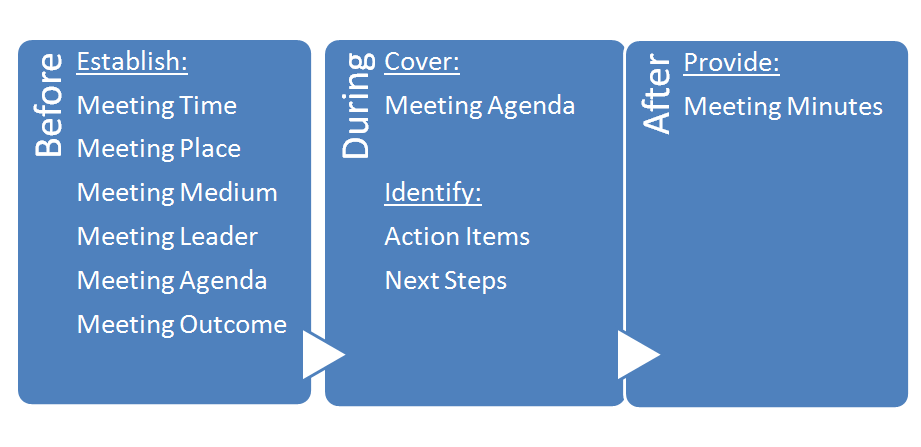 Before
Establish:
Meeting Time
Meeting Place
Meeting Medium
Meeting Leader
Meeting Agenda
Meeting Outcome
During
Cover:
Meeting Agenda
Identify:
Action Items
Next Steps
After
Provide:
Meeting Minutes